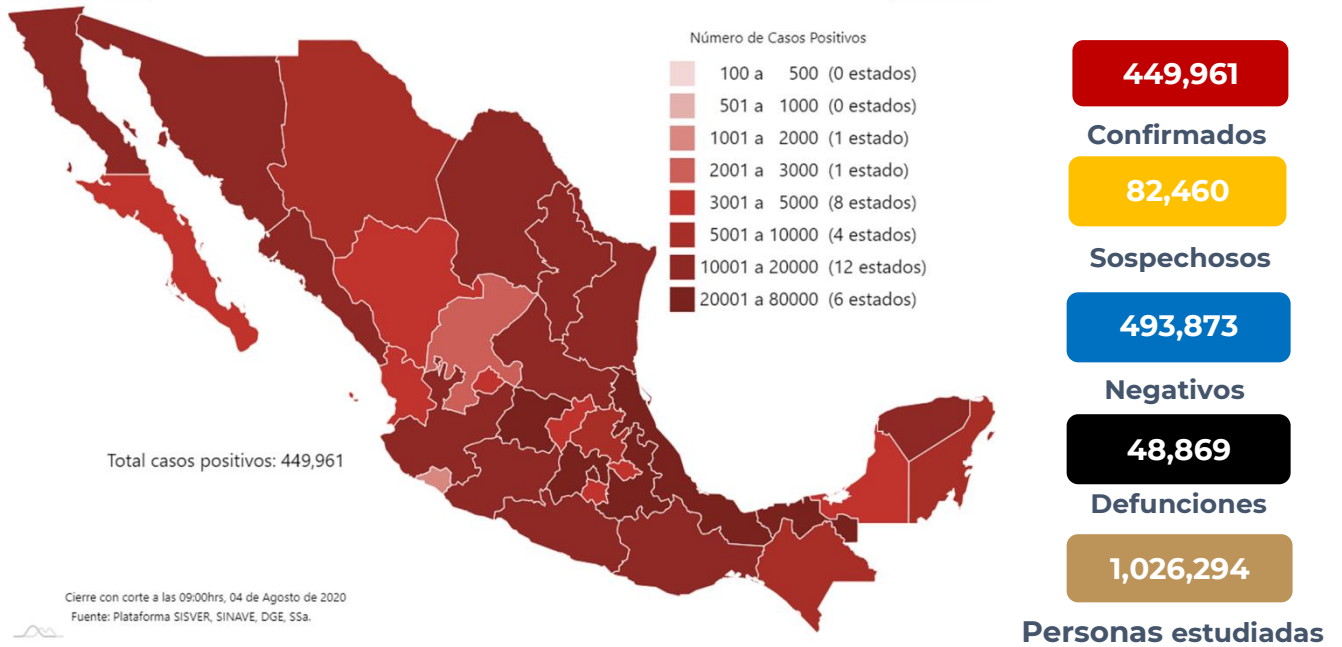 Número de Casos Positivos
100 a 500 (0 estados)
501 a 1000 (0 estados)
1001 a 2000 (1 estado)
2001 a 3000 (1 estado)
3001 a 5000 (8 estados)
5001 a 10000 (4 estados)
10001 a 20000 (12 estados)
20001 a 80000 (6 estados)
Total casos positivos: 449,961
Cierre con corte a las 09:00hrs, 04 de Agosto de 2020
Fuente: Plataforma SISVER, SINAVE, DGE, SSa.
449,961
Confirmados
82,460
Sospechosos
493,873
Negativos
48,869
Defunciones
1,026,294
Personas estudiadas